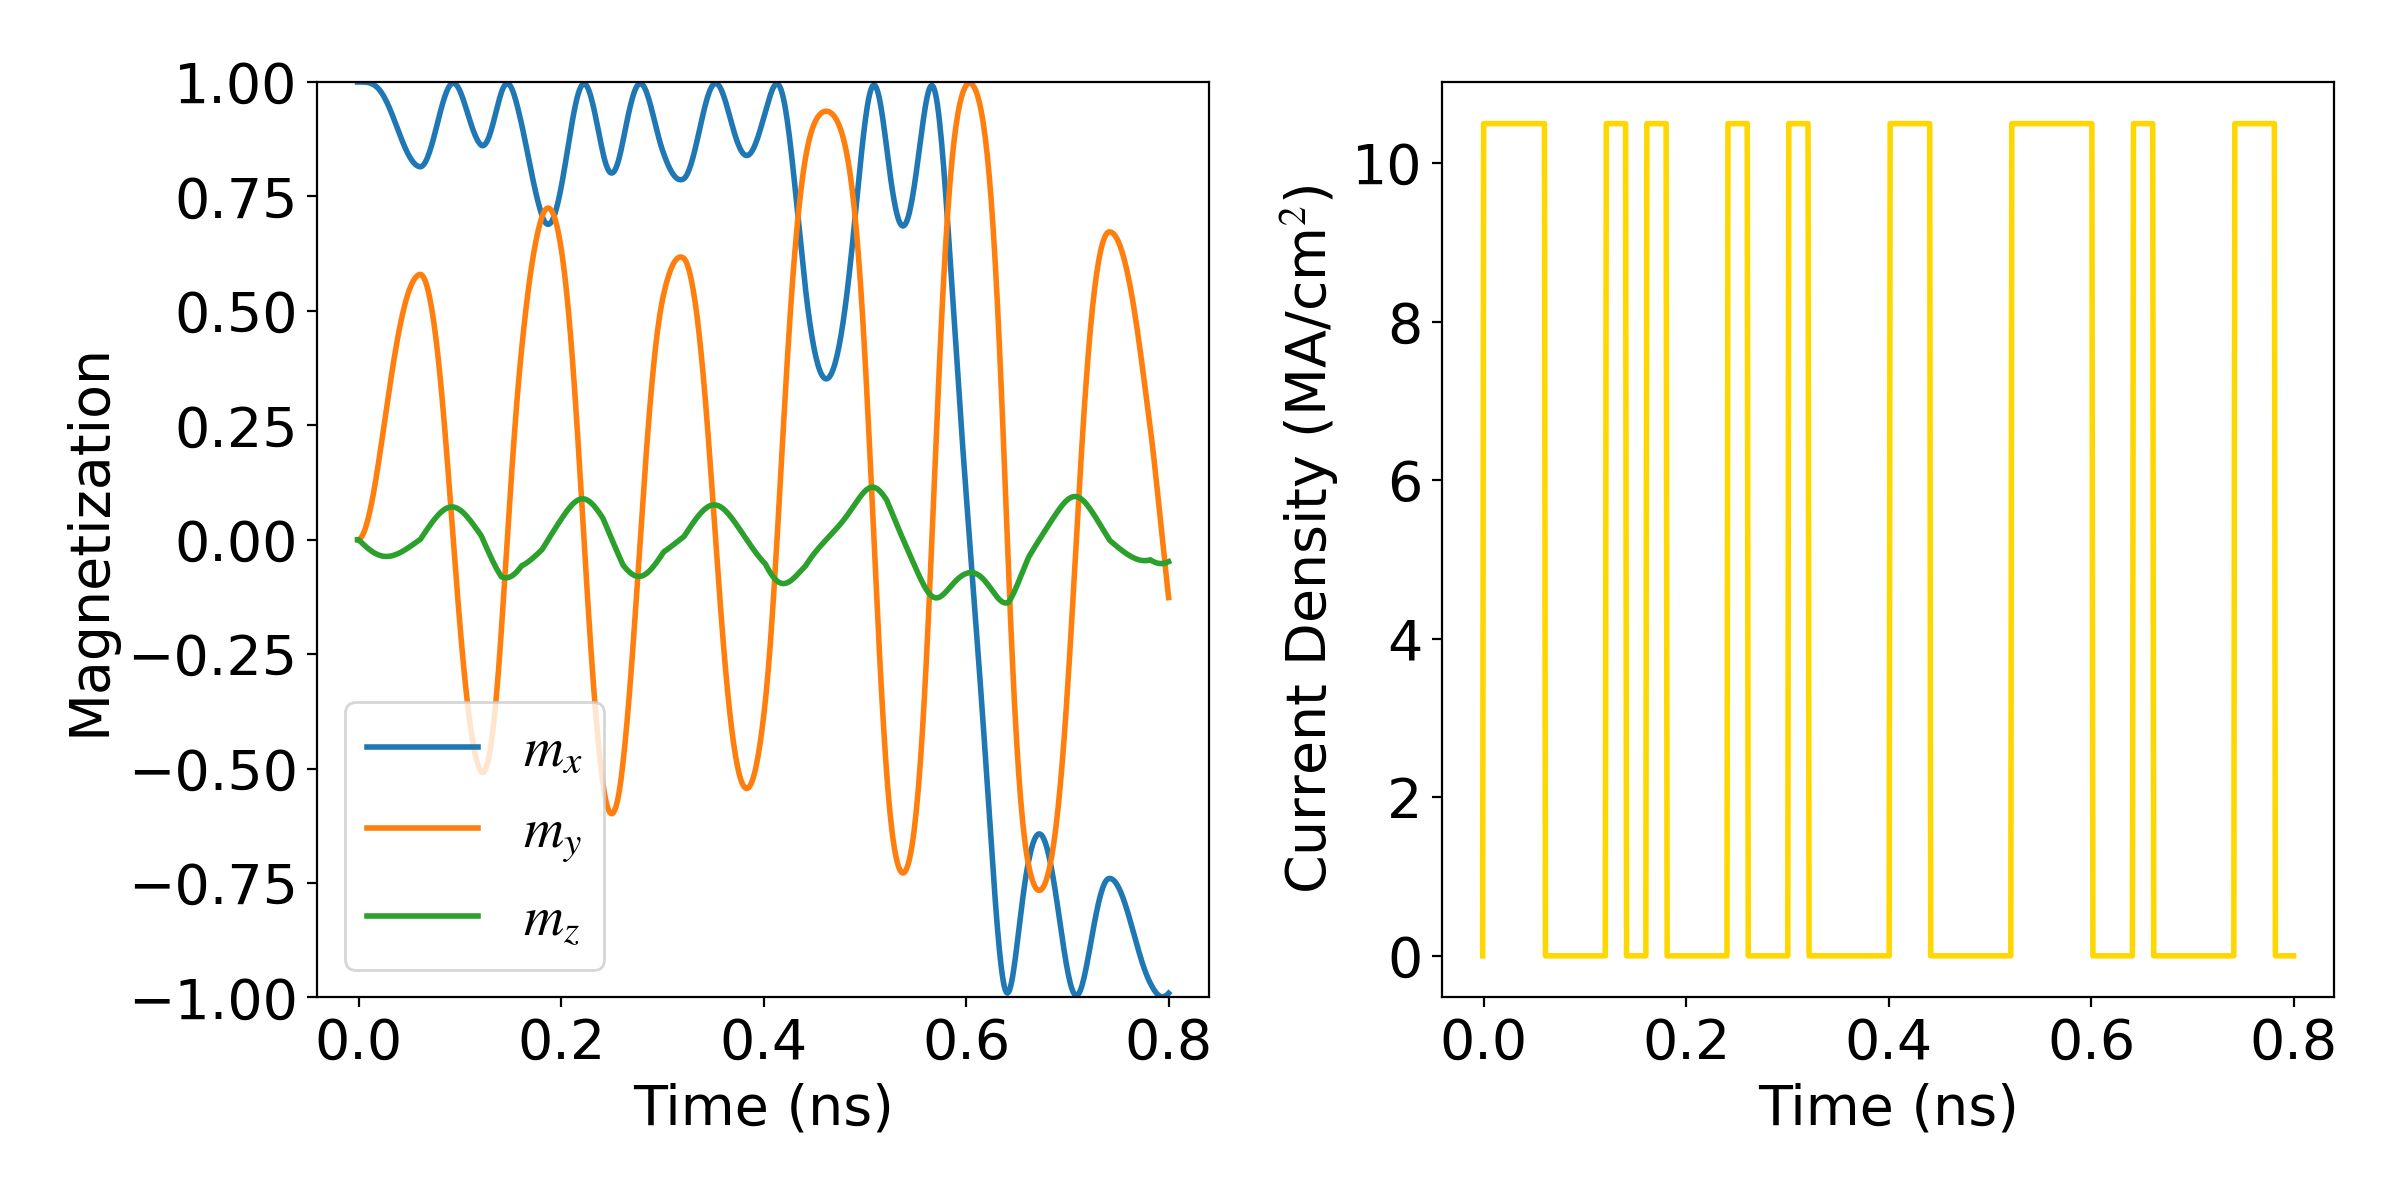 1.00
0.75
0.50
0.25
0.00
−0.25
−0.50
−0.75
−1.00
Magnetization
m_x
m_y
m_z
0.0 0.2 0.4 0.6 0.8
Time (ns)
10
8
6
4
2
0
Current Density (MA/cm²)
0.0 0.2 0.4 0.6 0.8
Time (ns)